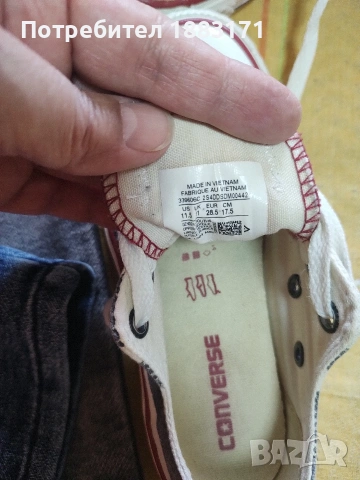 Потребител 1883171
MADE IN VIETNAM
FABRIQUE AU VIETNAM
US UK EUR CM
11.5 11 28.5 17.5
CONVERSE
BAZAR